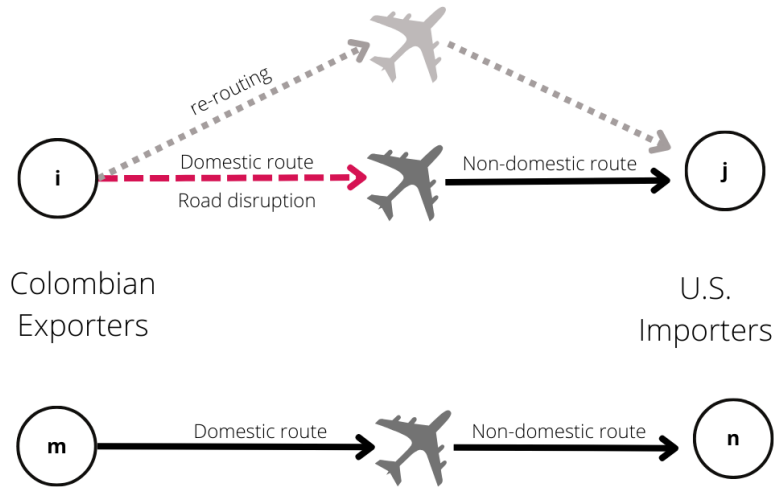 re-routing
Domestic route
Non-domestic route
i
j
Road disruption
Colombian
Exporters
U.S.
Importers
Domestic route
Non-domestic route
m
n